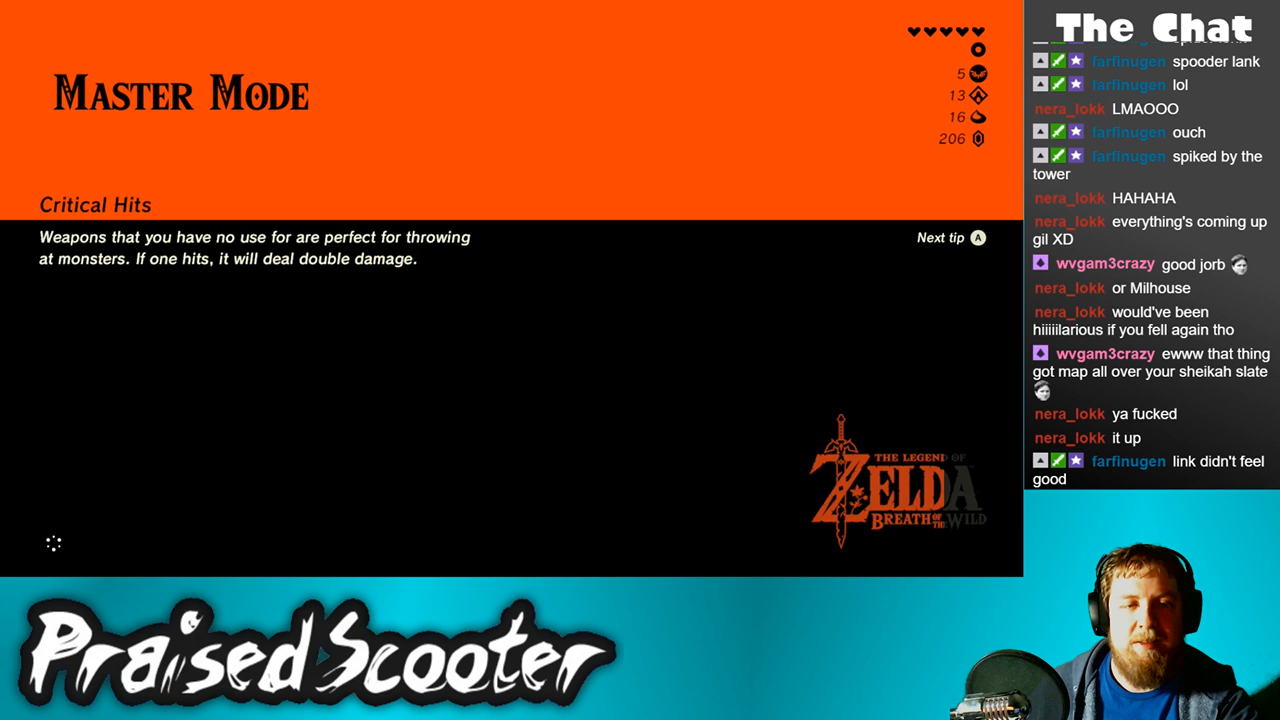 MASTER MODE
5
13
16
206
Critical Hits
Weapons that you have no use for are perfect for throwing
at monsters. If one hits, it will deal double damage.
Next tip A
THE LEGEND OF
ZELDA
BREATH OF THE WILD
PraisedScooter
The Chat
farfinugen spooder lank
farfinugen lol
nera_lokk LMAOOO
farfinugen ouch
farfinugen spiked by the
tower
nera_lokk HAHAHA
nera_lokk everything's coming up
gil XD
wvgam3crazy good jorb
nera_lokk or Milhouse
nera_lokk would've been
hiiiiilarious if you fell again tho
wvgam3crazy ewww that thing
got map all over your sheikah slate
nera_lokk ya fucked
nera_lokk it up
farfinugen link didn't feel
good